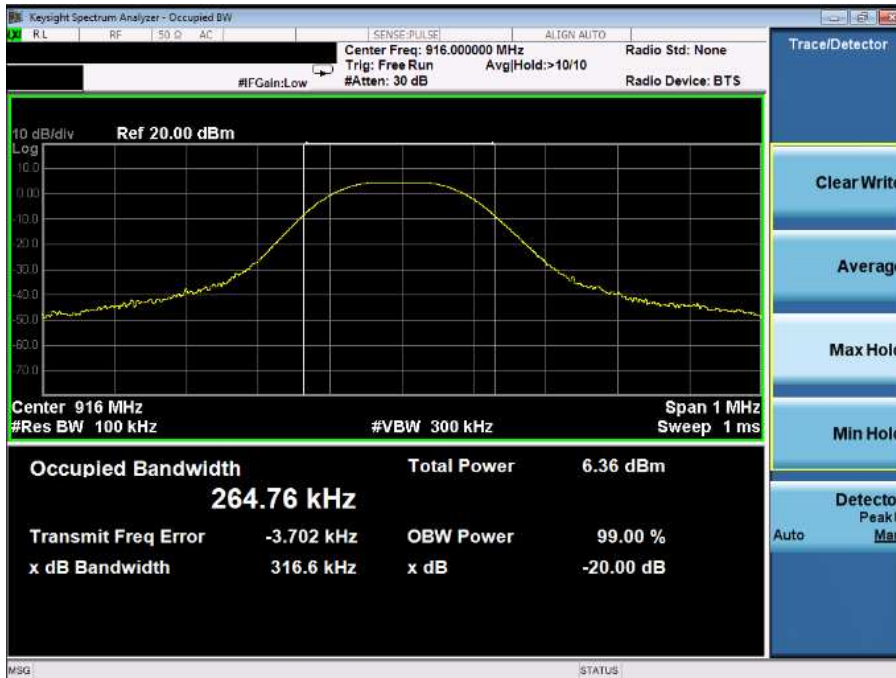 Keysight Spectrum Analyzer - Occupied BW
RL RF 50 Ω AC SENSE:PULSE ALIGN AUTO
Center Freq: 916.000000 MHz Radio Std: None
Trig: Free Run Avg|Hold:>10/10
#IFGain:Low #Atten: 30 dB Radio Device: BTS
10 dB/div Ref 20.00 dBm
Log
10.0
0.00
-10.0
-20.0
-30.0
-40.0
-50.0
-60.0
-70.0
Center 916 MHz Span 1 MHz
#Res BW 100 kHz #VBW 300 kHz Sweep 1 ms
Occupied Bandwidth Total Power 6.36 dBm
264.76 kHz
Transmit Freq Error -3.702 kHz OBW Power 99.00 %
x dB Bandwidth 316.6 kHz x dB -20.00 dB
Trace/Detector
Clear Write
Average
Max Hold
Min Hold
Detector
Peak
Auto Man
MSG STATUS